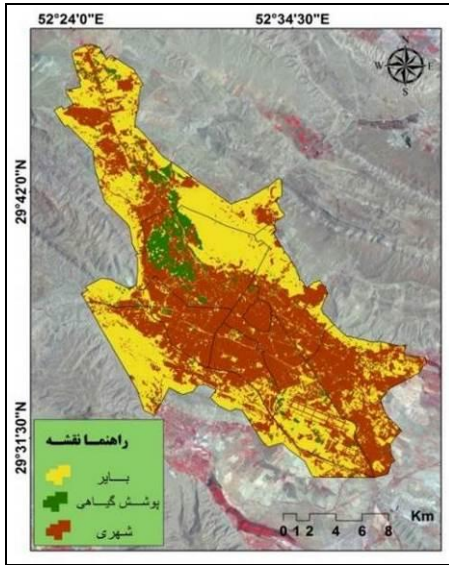 52°24'0"E 52°34'30"E
N
W E
S
29°42'0"N
29°31'30"N
راهنما نقشه
بایر
پوشش گیاهی
شهری
Km
0 1 2 4 6 8